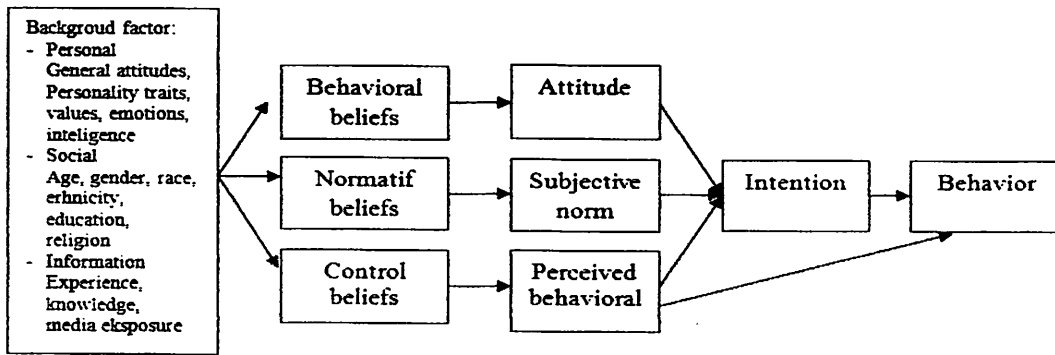 Backgroud factor:
- Personal
General attitudes,
Personality traits,
values, emotions,
inteligence
- Social
Age, gender, race,
erhnicity,
education,
religion
- Information
Experience,
knowledge,
media eksposure
Behavioral
beliefs
Attitude
Normatif
beliefs
Subjective
norm
Intention
Behavior
Control
beliefs
Perceived
behavioral